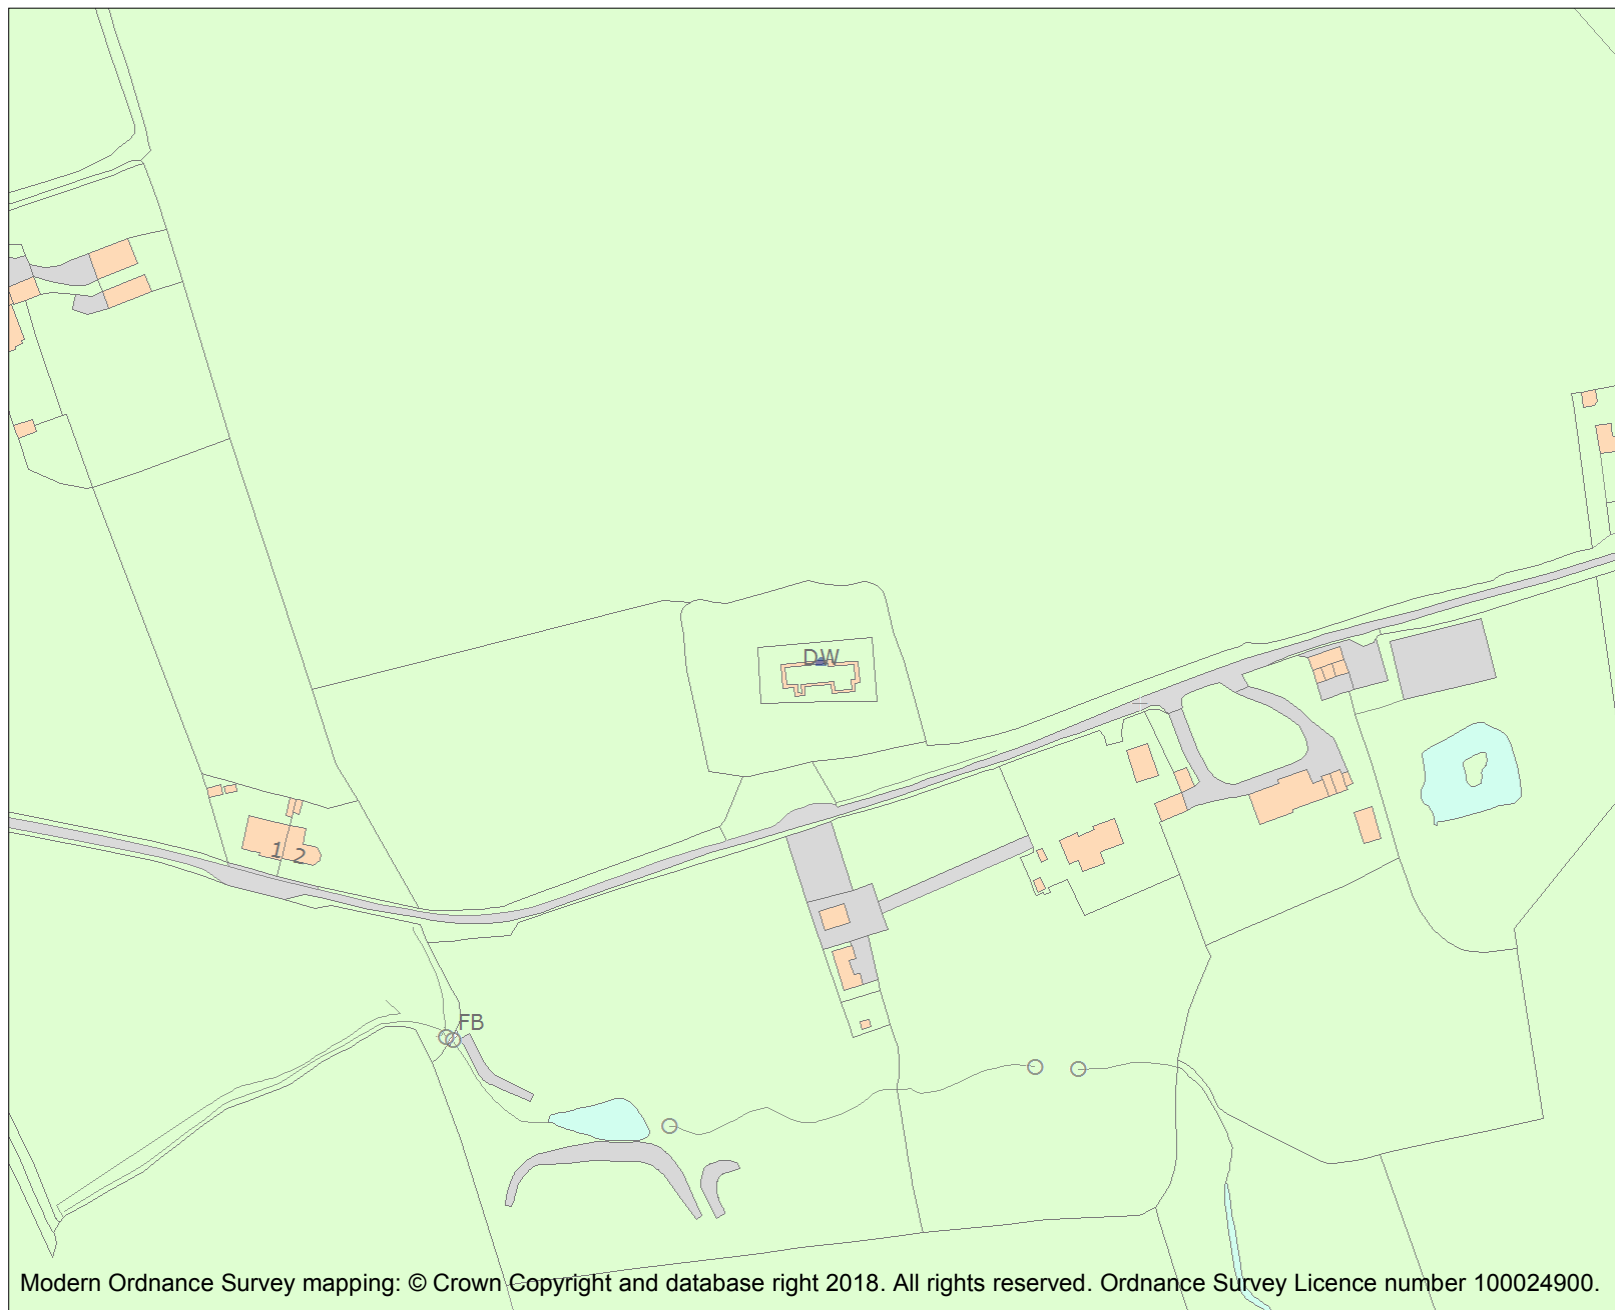 DW
1 2
FB
Modern Ordnance Survey mapping: © Crown Copyright and database right 2018. All rights reserved. Ordnance Survey Licence number 100024900.